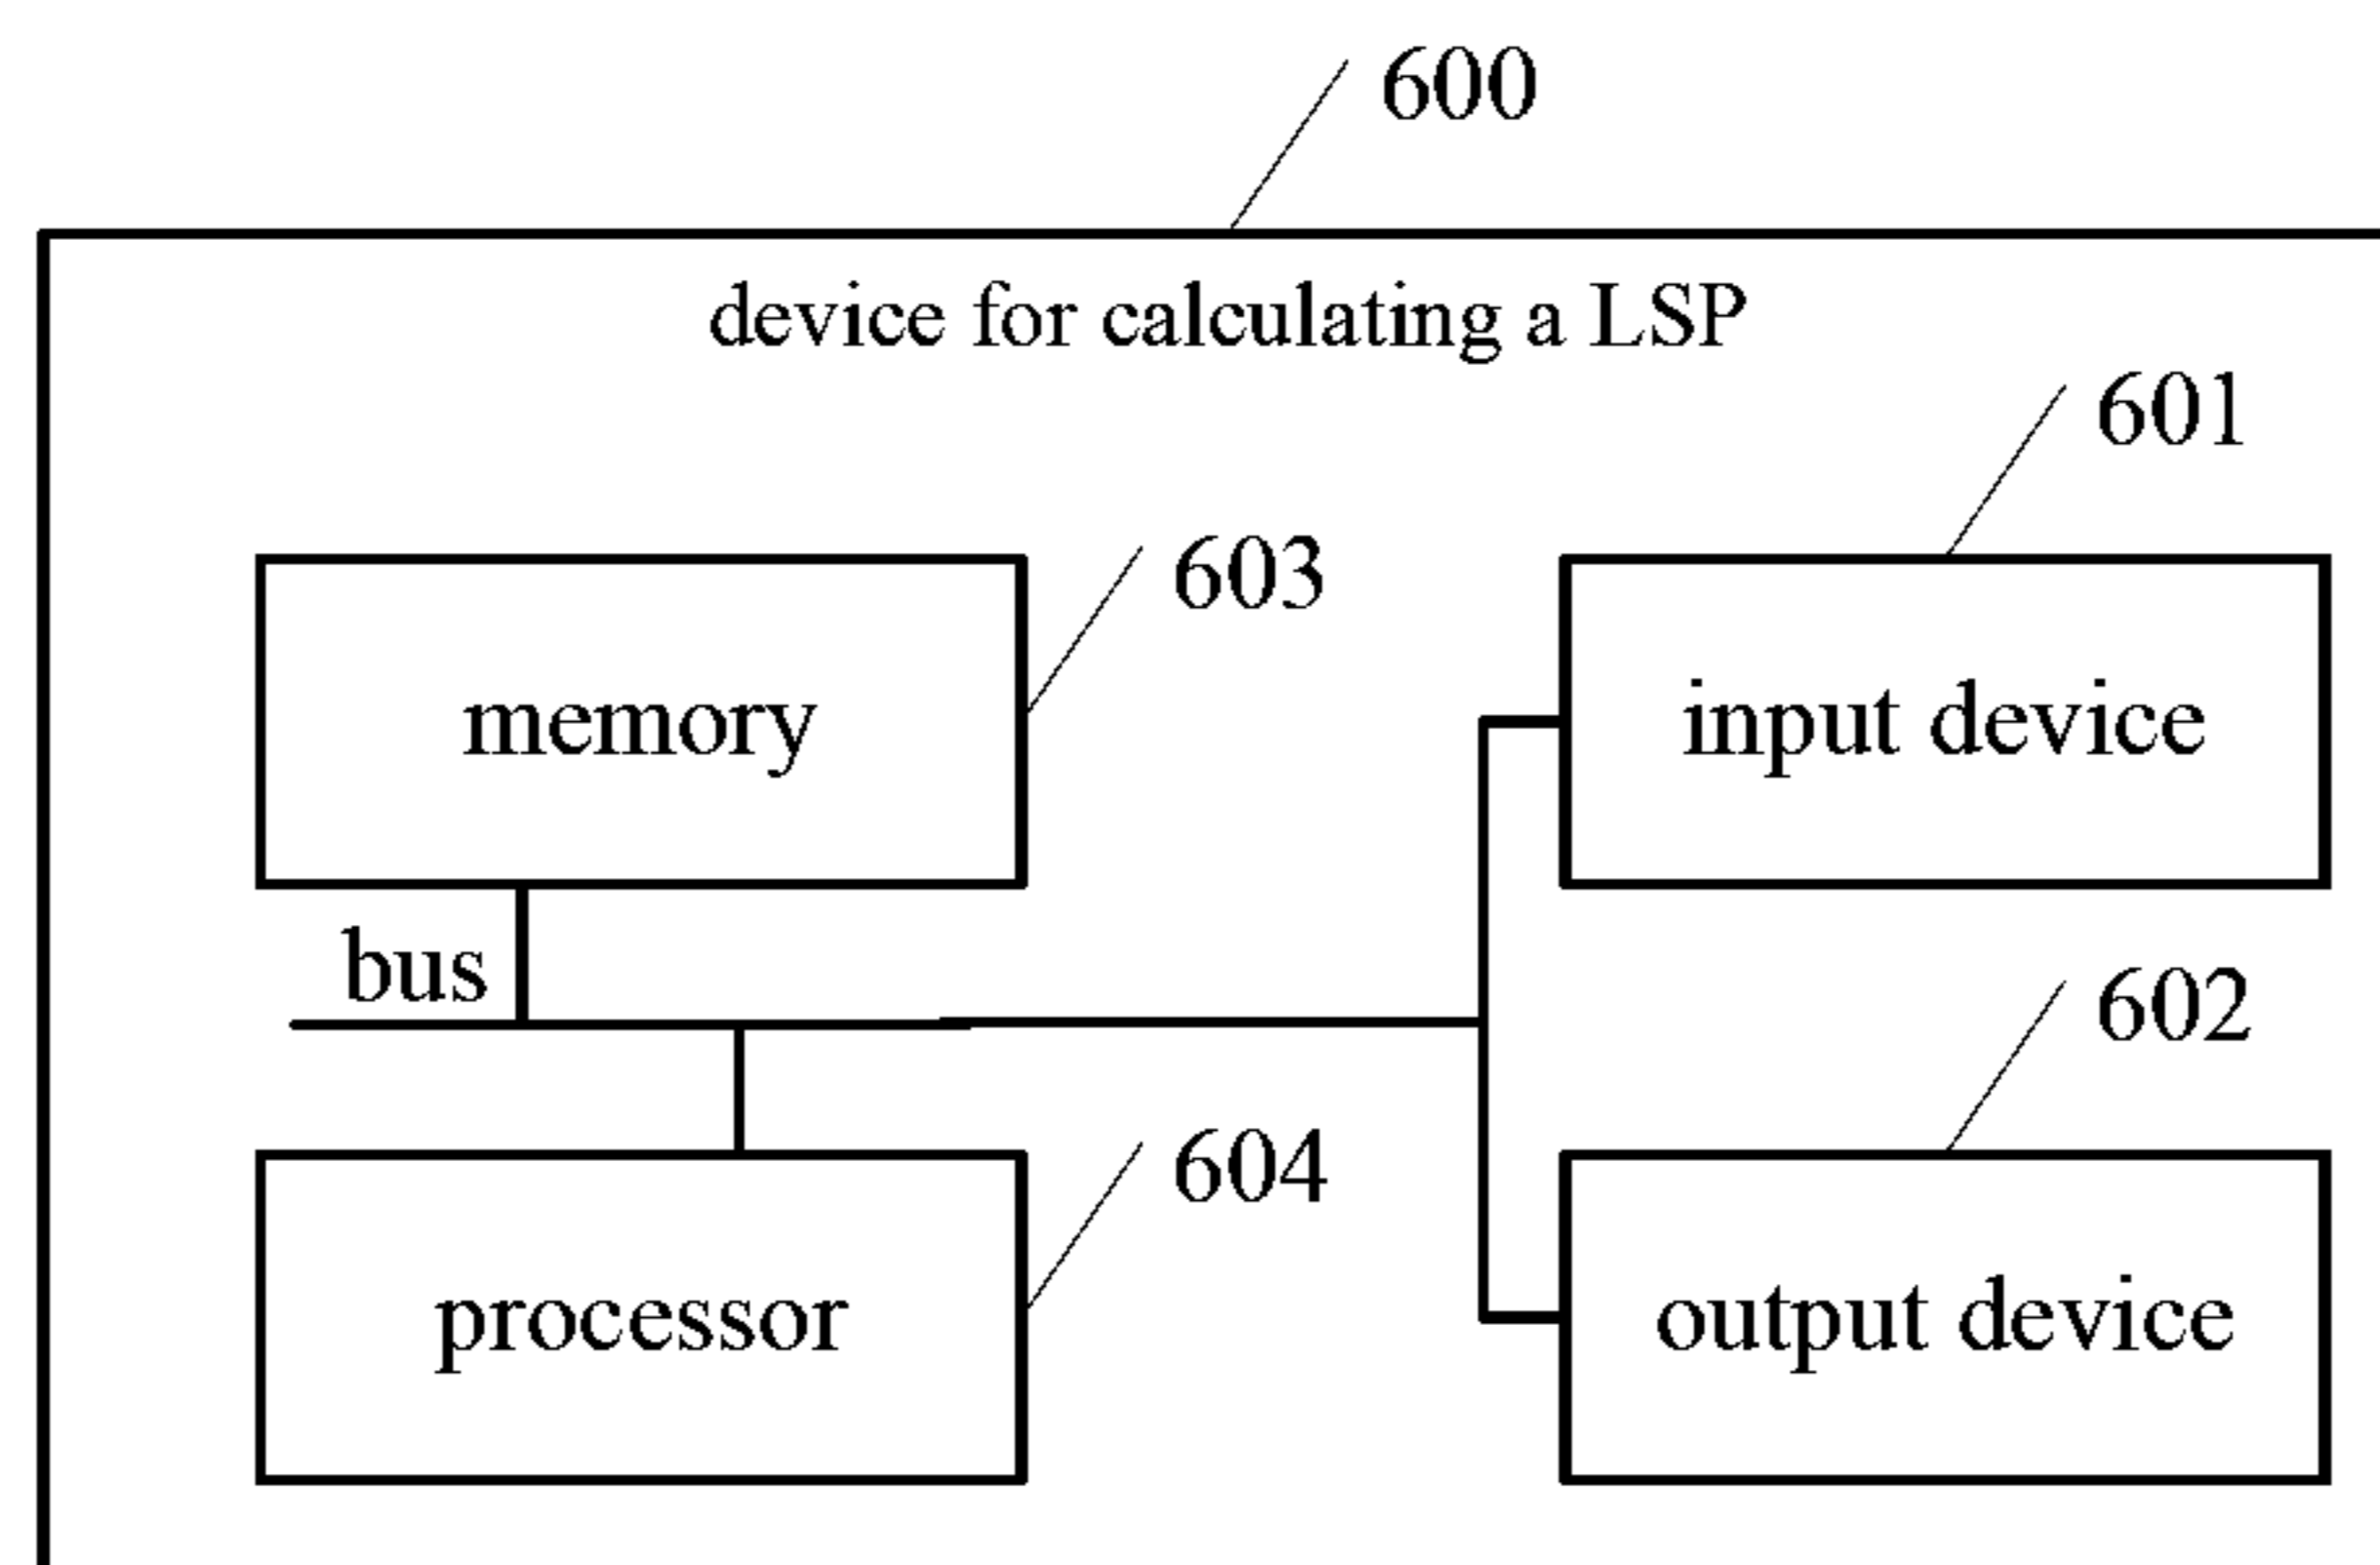 600
device for calculating a LSP
601
603
memory
input device
bus
602
604
processor
output device